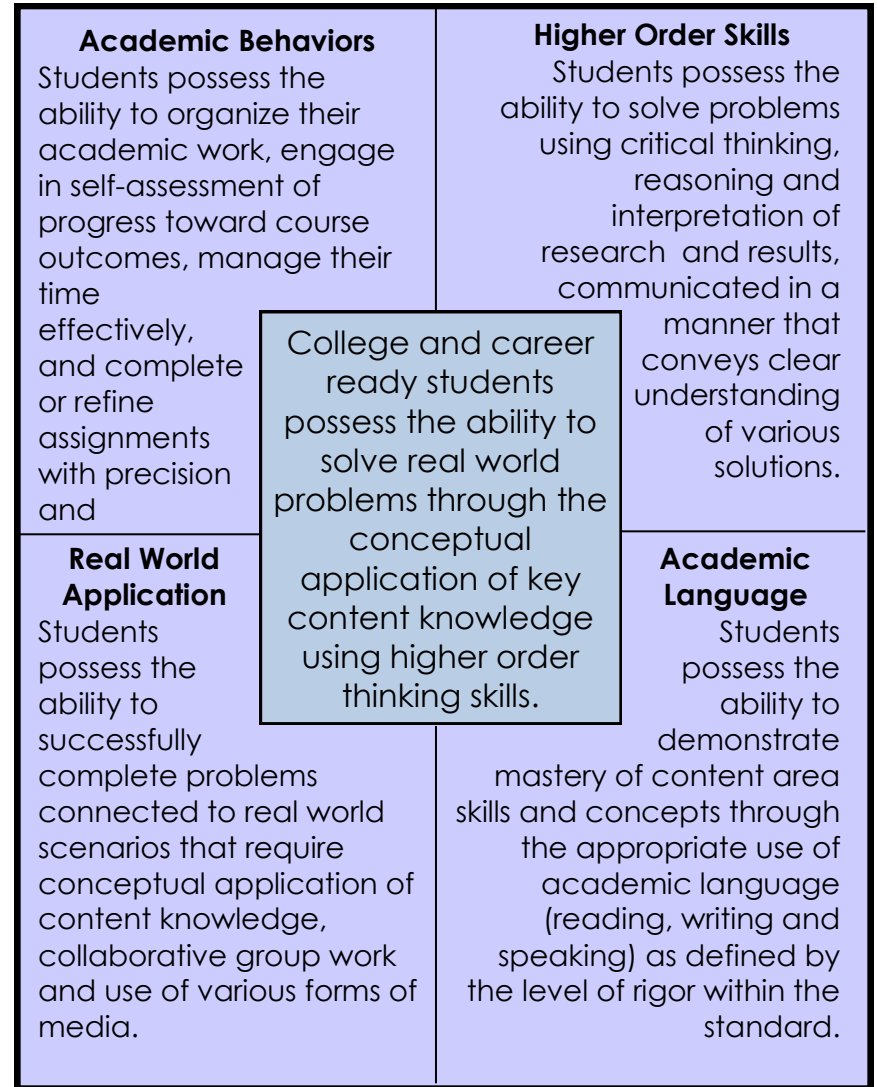 Academic Behaviors
Students possess the
ability to organize their
academic work, engage
in self-assessment of
progress toward course
outcomes, manage their
time
effectively,
and complete
or refine
assignments
with precision
and
Higher Order Skills
Students possess the
ability to solve problems
using critical thinking,
reasoning and
interpretation of
research and results,
communicated in a
manner that
conveys clear
understanding
of various
solutions.
College and career
ready students
possess the ability to
solve real world
problems through the
conceptual
application of key
content knowledge
using higher order
thinking skills.
Real World
Application
Students
possess the
ability to
successfully
complete problems
connected to real world
scenarios that require
conceptual application of
content knowledge,
collaborative group work
and use of various forms of
media.
Academic
Language
Students
possess the
ability to
demonstrate
mastery of content area
skills and concepts through
the appropriate use of
academic language
(reading, writing and
speaking) as defined by
the level of rigor within the
standard.